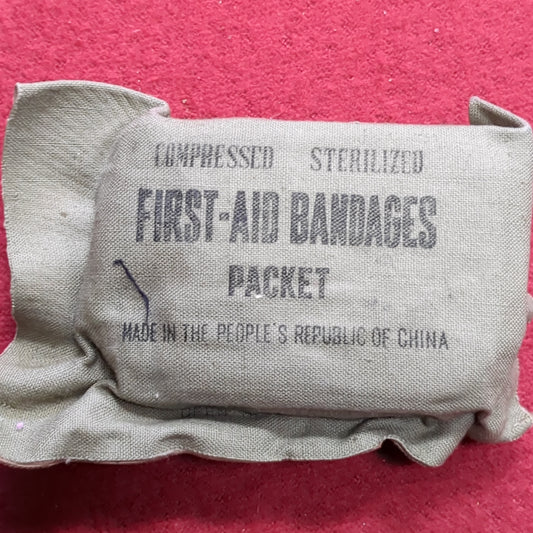 COMPRESSED STERILIZED
FIRST-AID BANDAGES
PACKET
MADE IN THE PEOPLE'S REPUBLIC OF CHINA